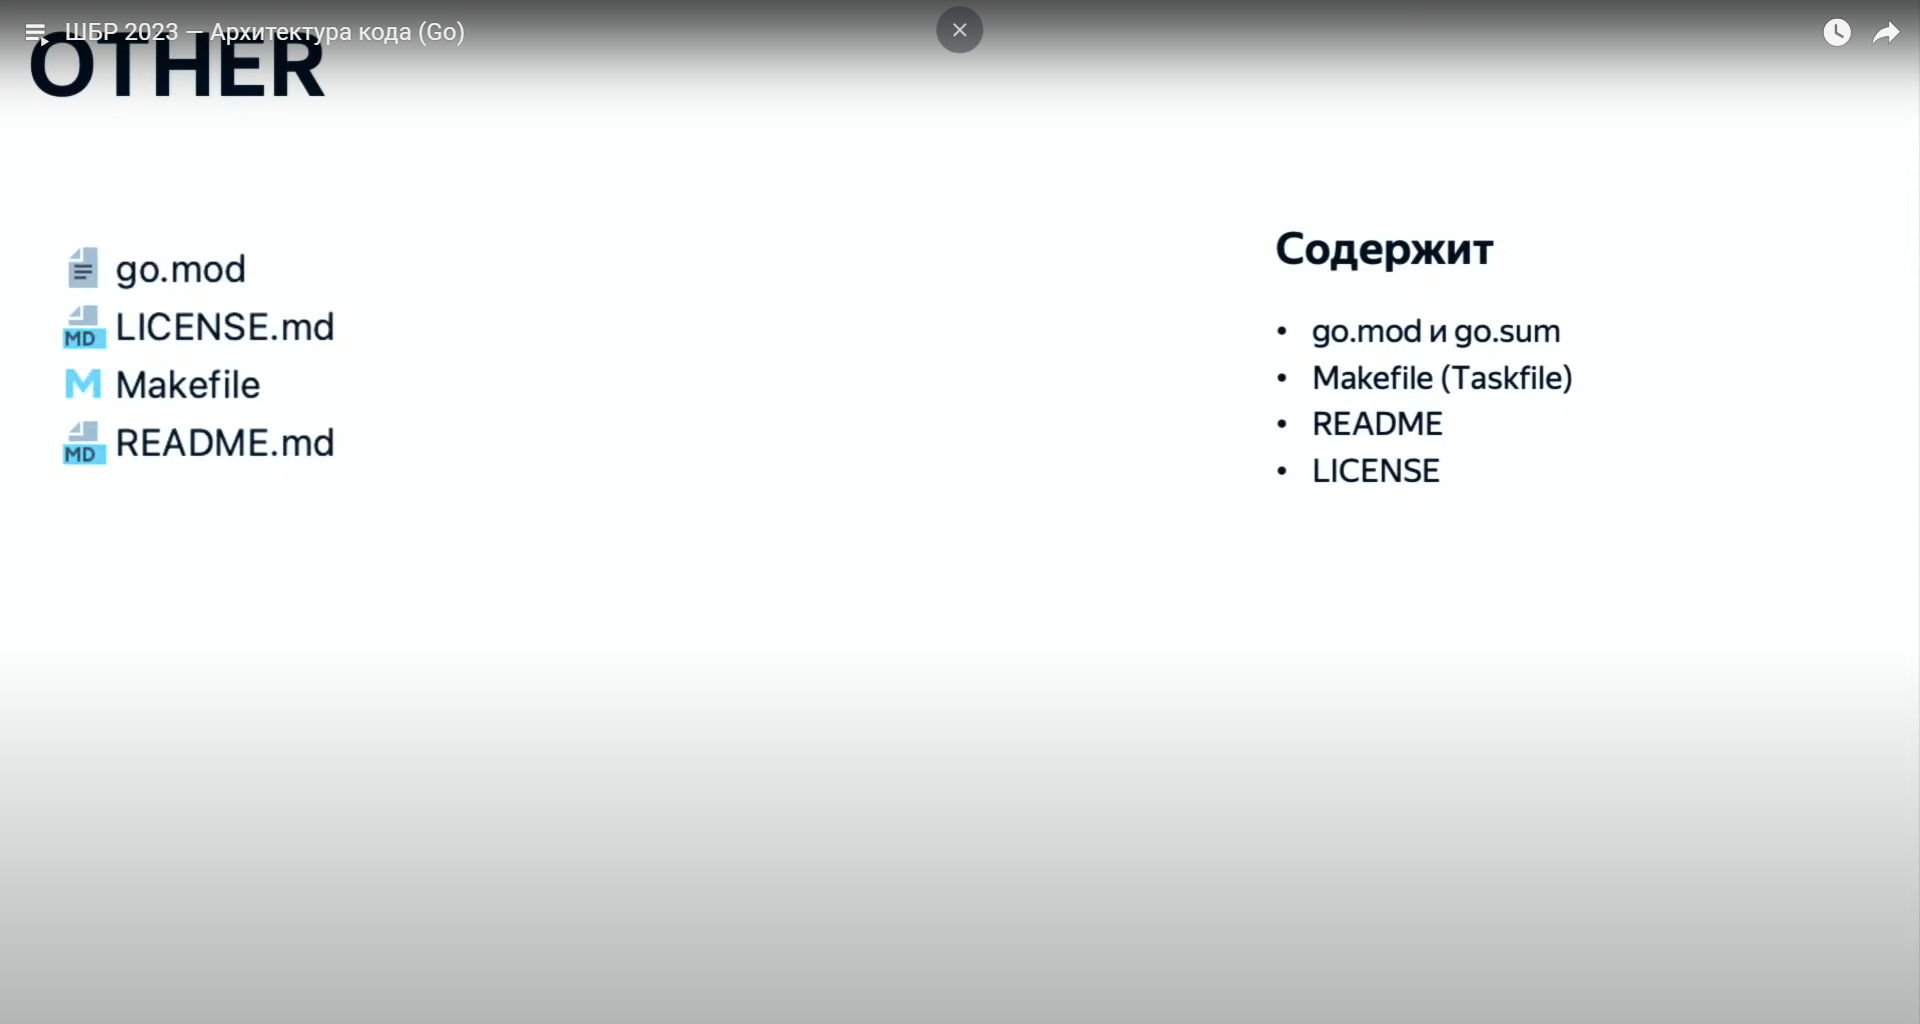 ШБР 2023 — Архитектура кода (Go)
OTHER
go.mod
MD LICENSE.md
M Makefile
MD README.md
Содержит
• go.mod и go.sum
• Makefile (Taskfile)
• README
• LICENSE